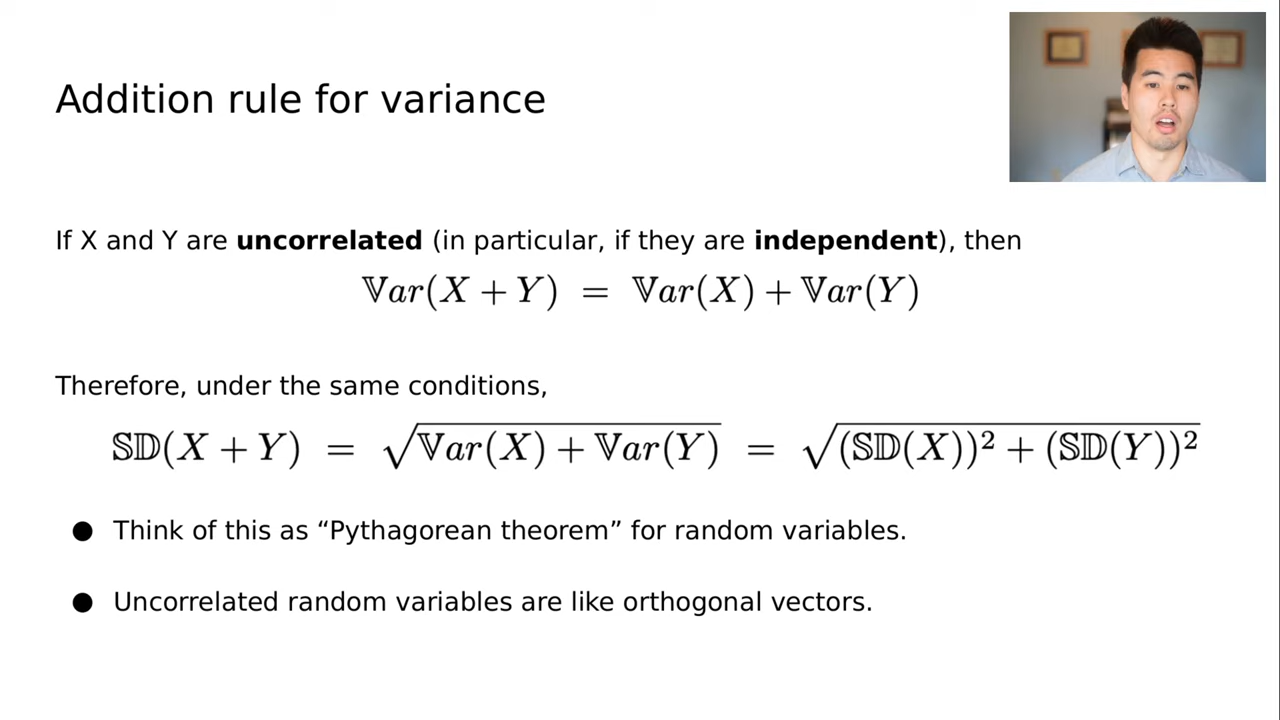 Addition rule for variance
If X and Y are uncorrelated (in particular, if they are independent), then
𝕍ar(X + Y) = 𝕍ar(X) + 𝕍ar(Y)
Therefore, under the same conditions,
𝕊𝔻(X + Y) = √(𝕍ar(X) + 𝕍ar(Y)) = √((𝕊𝔻(X))² + (𝕊𝔻(Y))²)
● Think of this as “Pythagorean theorem” for random variables.
● Uncorrelated random variables are like orthogonal vectors.